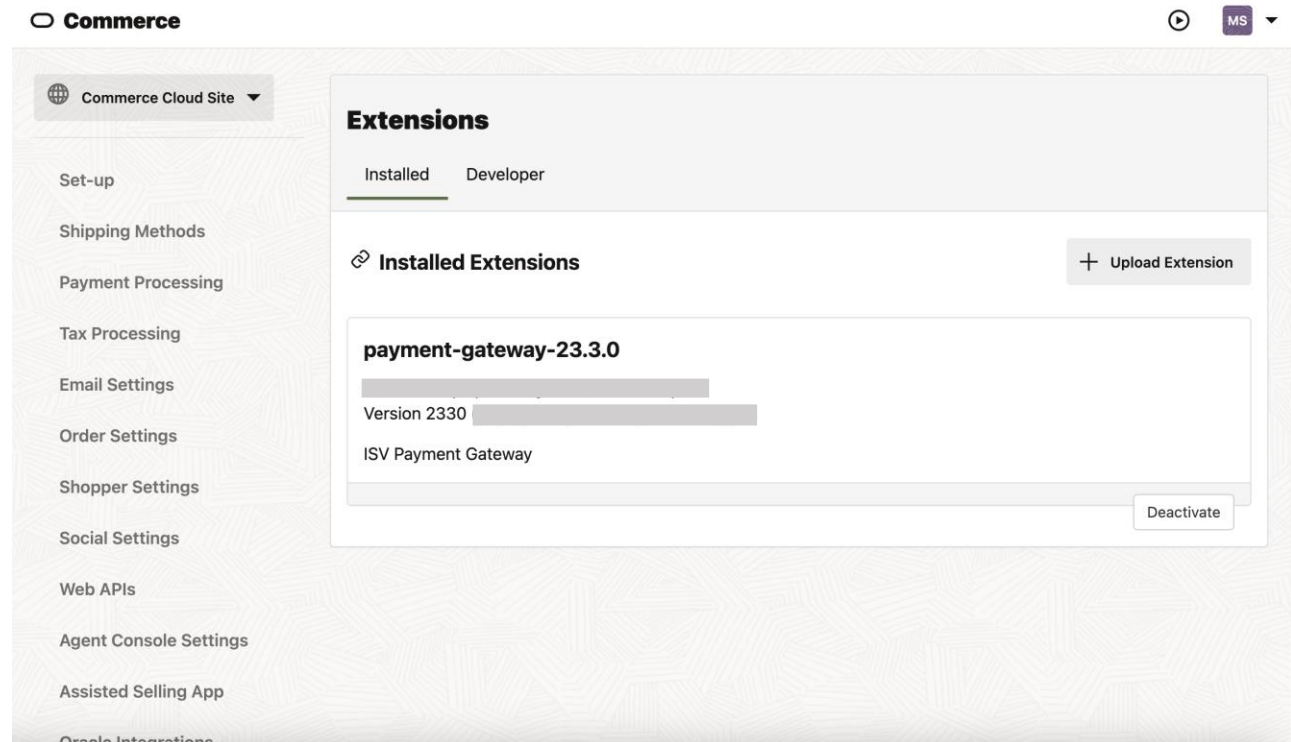 Commerce
MS
Commerce Cloud Site
Set-up
Shipping Methods
Payment Processing
Tax Processing
Email Settings
Order Settings
Shopper Settings
Social Settings
Web APIs
Agent Console Settings
Assisted Selling App
Oracle Integrations
Extensions
Installed Developer
Installed Extensions
+ Upload Extension
payment-gateway-23.3.0
Version 2330
ISV Payment Gateway
Deactivate